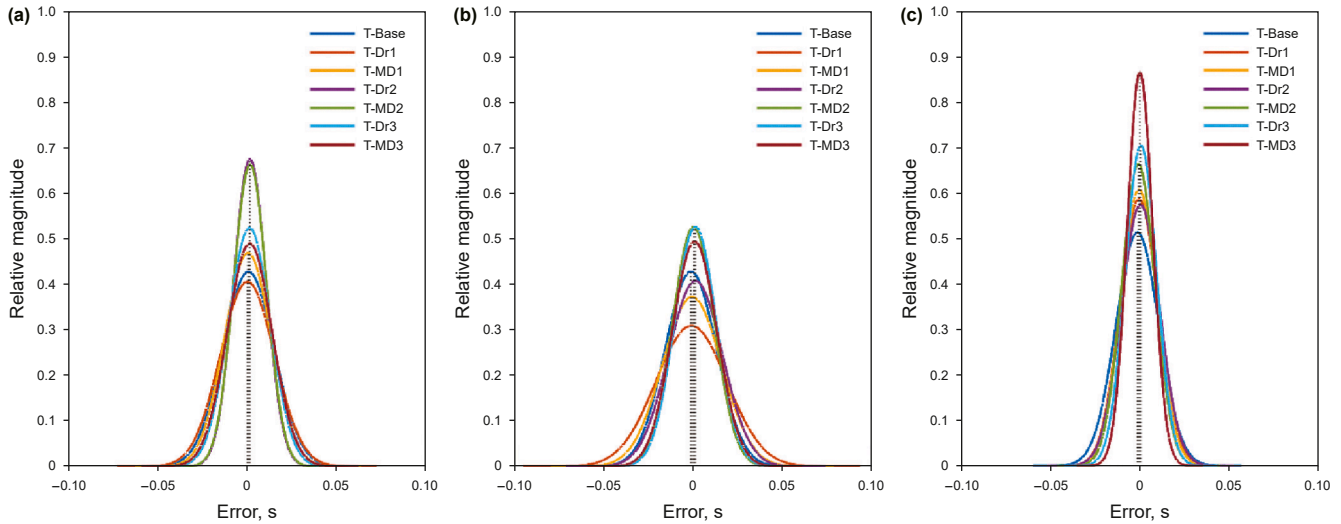 (a)
Relative magnitude
1.0
0.9
0.8
0.7
0.6
0.5
0.4
0.3
0.2
0.1
0
−0.10
−0.05
0
0.05
0.10
Error, s
T-Base
T-Dr1
T-MD1
T-Dr2
T-MD2
T-Dr3
T-MD3
(b)
Relative magnitude
1.0
0.9
0.8
0.7
0.6
0.5
0.4
0.3
0.2
0.1
0
−0.10
−0.05
0
0.05
0.10
Error, s
T-Base
T-Dr1
T-MD1
T-Dr2
T-MD2
T-Dr3
T-MD3
(c)
Relative magnitude
1.0
0.9
0.8
0.7
0.6
0.5
0.4
0.3
0.2
0.1
0
−0.10
−0.05
0
0.05
0.10
Error, s
T-Base
T-Dr1
T-MD1
T-Dr2
T-MD2
T-Dr3
T-MD3